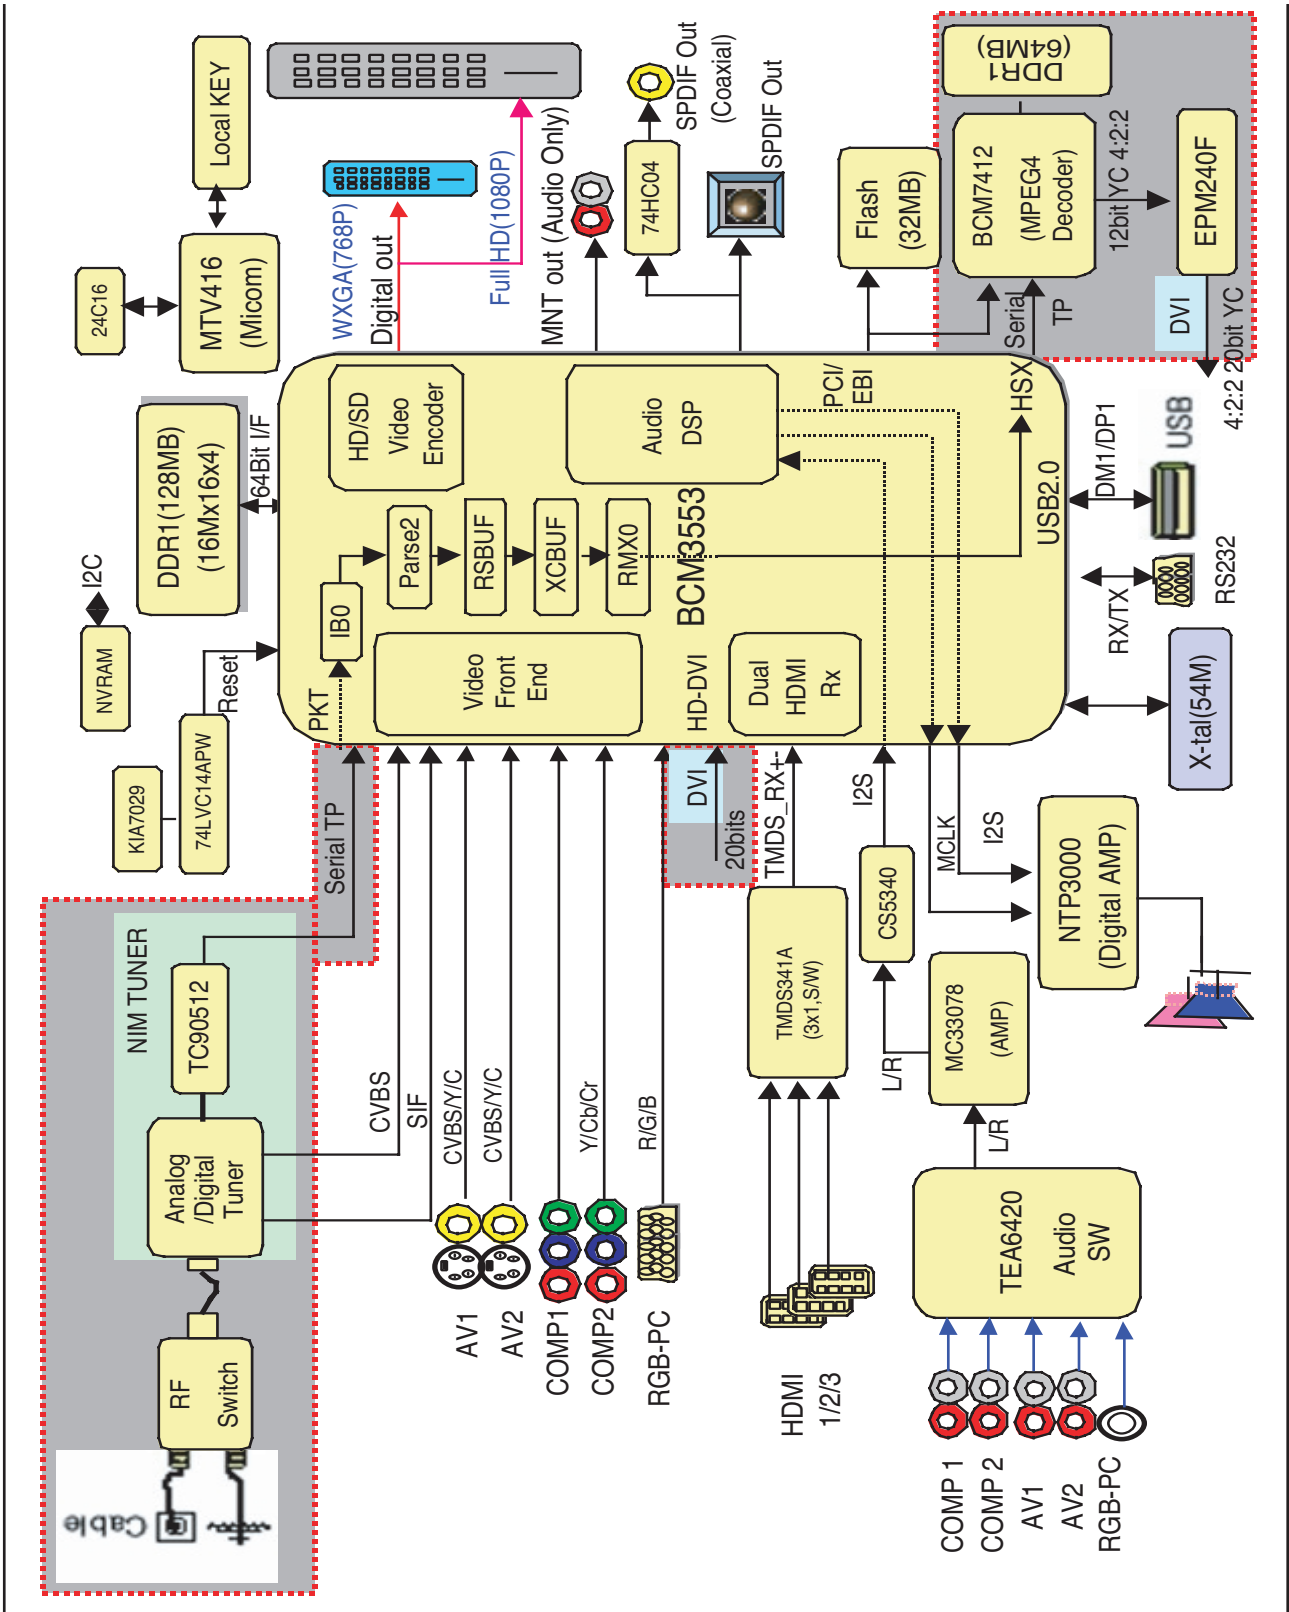 Cable
RF
Switch
Analog
/Digital
Tuner
TC90512
NIM TUNER
Serial TP
CVBS
SIF
AV1
CVBS/Y/C
AV2
CVBS/Y/C
COMP1
COMP2
Y/Cb/Cr
RGB-PC
R/G/B
DVI
20bits
HDMI
1/2/3
TMDS341A
(3x1,S/W)
TMDS_RX+-
COMP 1
COMP 2
AV1
AV2
RGB-PC
TEA6420
Audio
SW
L/R
MC33078
(AMP)
L/R
CS5340
I2S
MCLK
I2S
NTP3000
(Digital AMP)
KIA7029
74LVC14APW
Reset
NVRAM
I2C
DDR1(128MB)
(16Mx16x4)
64Bit I/F
24C16
MTV416
(Micom)
Local KEY
PKT
IB0
Parse2
RSBUF
XCBUF
RMX0
Video
Front
End
HD/SD
Video
Encoder
Audio
DSP
BCM3553
HD-DVI
Dual
HDMI
Rx
PCI/
EBI
HSX
USB2.0
WXGA(768P)
Digital out
Full HD(1080P)
MNT out (Audio Only)
74HC04
SPDIF Out
(Coaxial)
SPDIF Out
Flash
(32MB)
Serial
TP
DDR1
(64MB)
BCM7412
(MPEG4
Decoder)
12bit YC 4:2:2
EPM240F
DVI
4:2:2 20bit YC
DM1/DP1
USB
RX/TX
RS232
X-tal(54M)